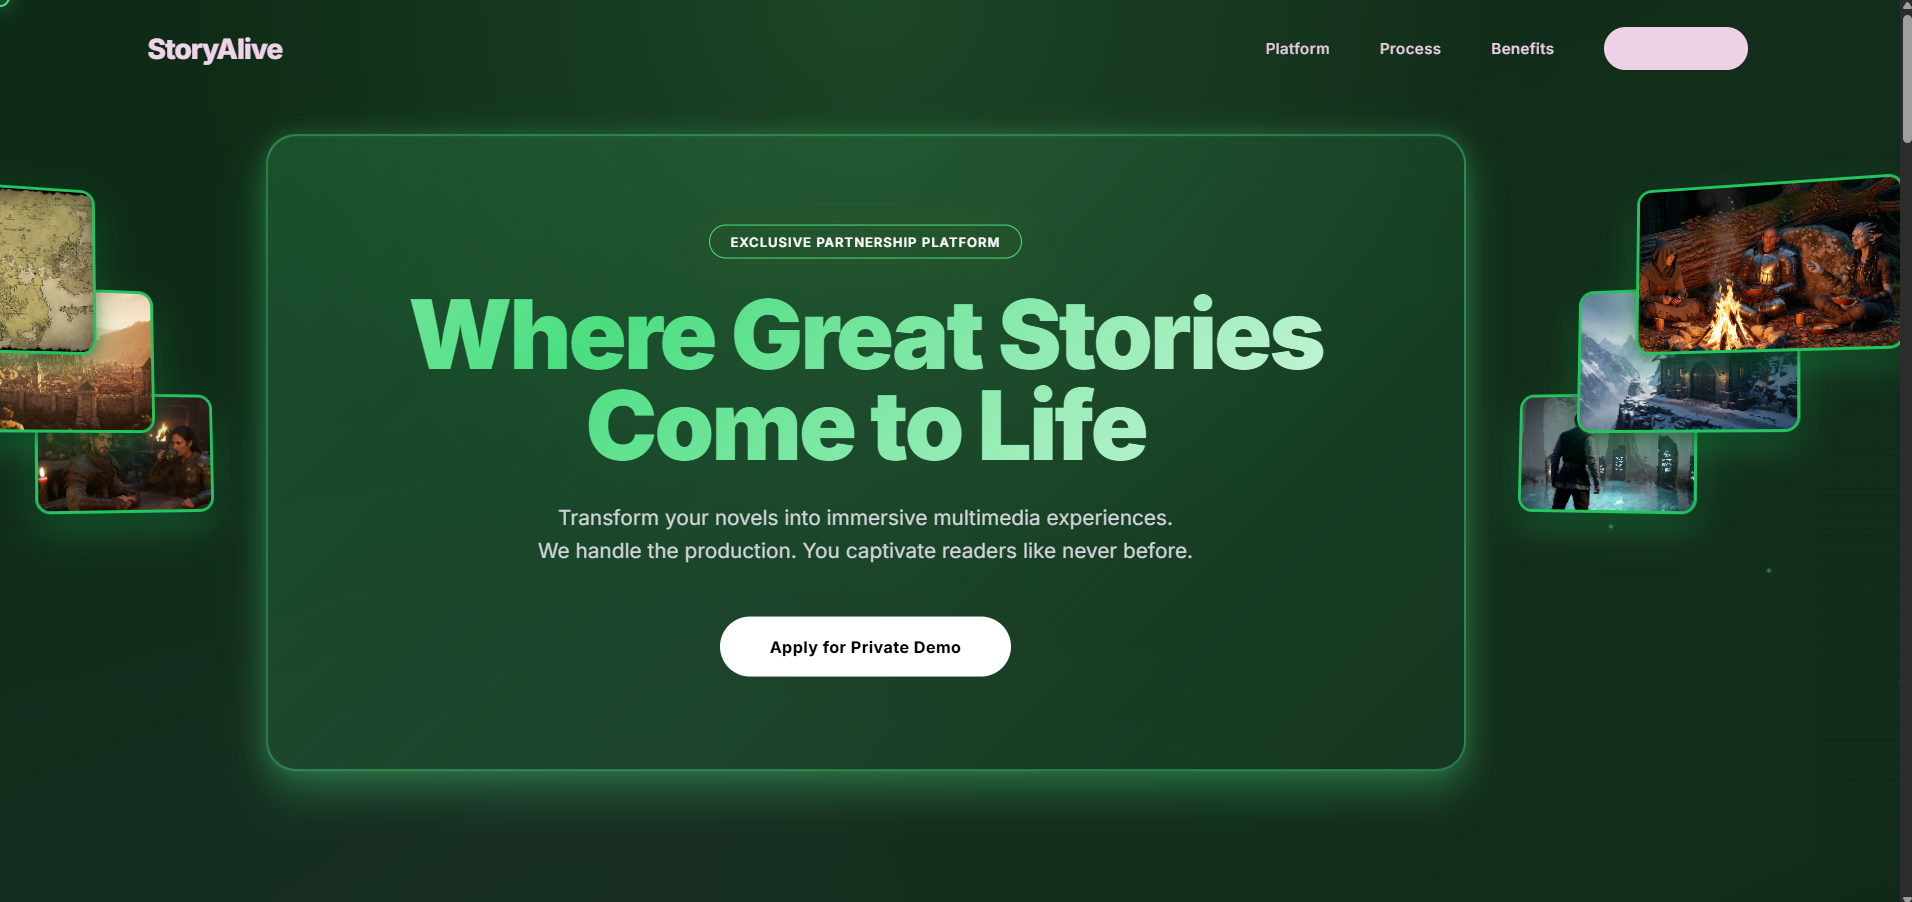 StoryAlive
Platform
Process
Benefits
EXCLUSIVE PARTNERSHIP PLATFORM
Where Great Stories
Come to Life
Transform your novels into immersive multimedia experiences.
We handle the production. You captivate readers like never before.
Apply for Private Demo